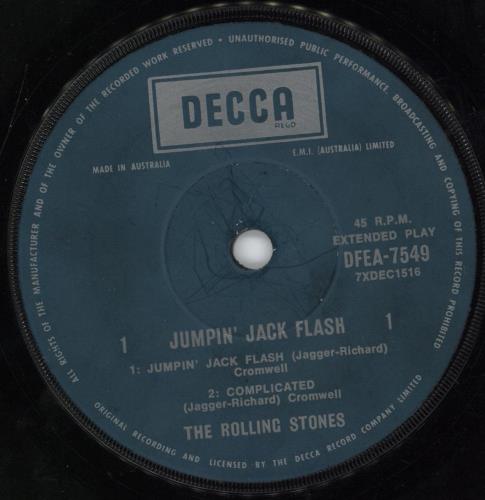 ALL RIGHTS OF THE MANUFACTURER AND OF THE OWNER OF THE RECORDED WORK RESERVED • UNAUTHORISED PUBLIC PERFORMANCE, BROADCASTING AND COPYING OF THIS RECORD PROHIBITED
DECCA
REGD
MADE IN AUSTRALIA
E.M.I. (AUSTRALIA) LIMITED
45 R.P.M.
EXTENDED PLAY
DFEA-7549
7XDEC1516
1 JUMPIN' JACK FLASH 1
1: JUMPIN' JACK FLASH (Jagger-Richard)
Cromwell
2: COMPLICATED
(Jagger-Richard) Cromwell
THE ROLLING STONES
ORIGINAL RECORDING AND LICENSED BY THE DECCA RECORD COMPANY LIMITED